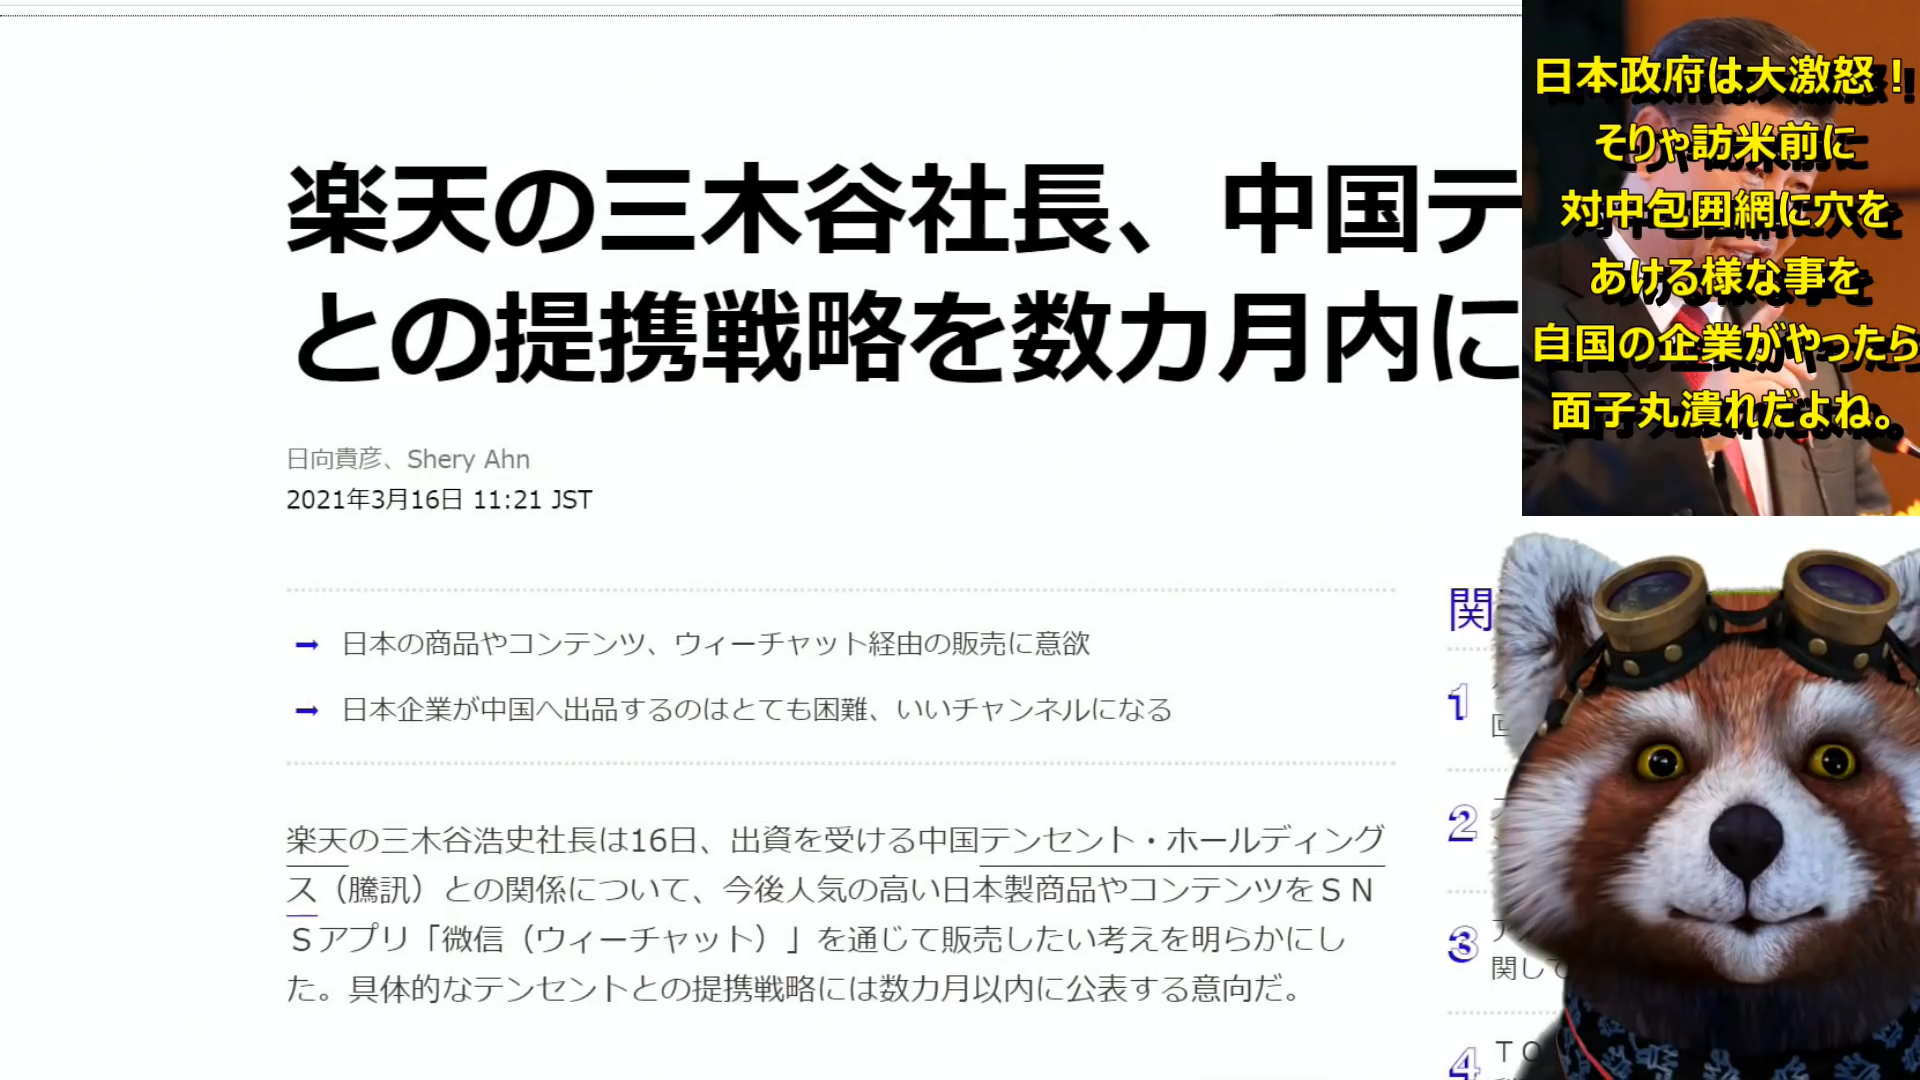 楽天の三木谷社長、中国テ
との提携戦略を数カ月内に
日向貴彦、Shery Ahn
2021年3月16日 11:21 JST
➞ 日本の商品やコンテンツ、ウィーチャット経由の販売に意欲
➞ 日本企業が中国へ出品するのはとても困難、いいチャンネルになる
楽天の三木谷浩史社長は16日、出資を受ける中国テンセント・ホールディング
ス（騰訊）との関係について、今後人気の高い日本製商品やコンテンツをＳＮ
Ｓアプリ「微信（ウィーチャット）」を通じて販売したい考えを明らかにし
た。具体的なテンセントとの提携戦略には数カ月以内に公表する意向だ。
関
1
回
2
3
関して
4 ＴＯ
日本政府は大激怒！
そりゃ訪米前に
対中包囲網に穴を
あける様な事を
自国の企業がやったら
面子丸潰れだよね。